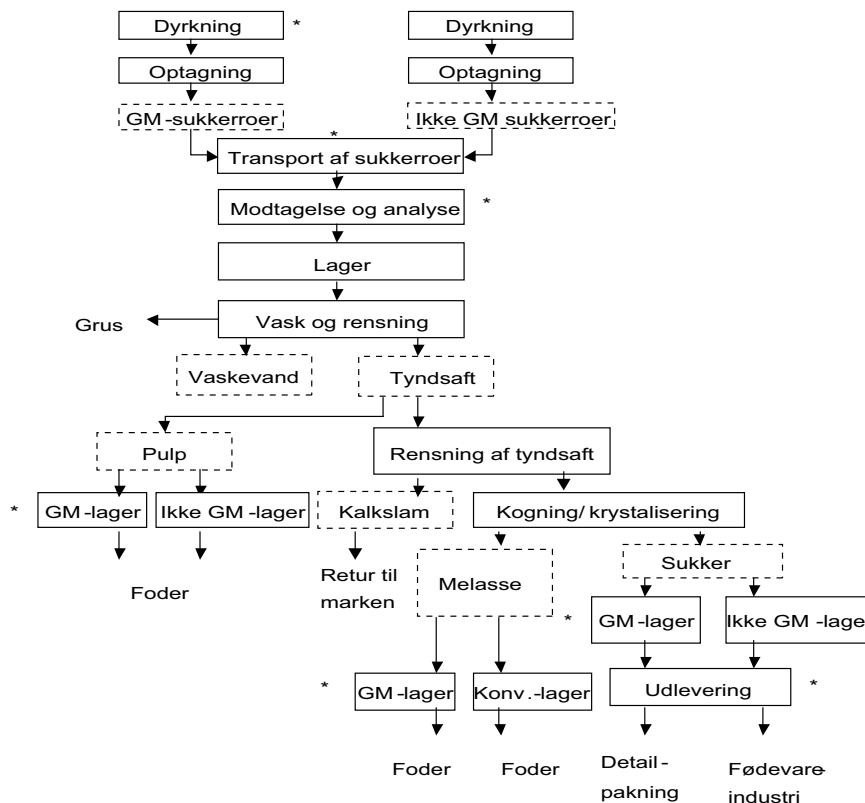 Dyrkning * Dyrkning
Optagning Optagning
GM-sukkerroer Ikke GM sukkerroer
*
Transport af sukkerroer
Modtagelse og analyse *
Lager
Grus Vask og rensning
Vaskevand Tyndsaft
Pulp Rensning af tyndsaft
* GM-lager Ikke GM-lager Kalkslam Kogning/krystalisering
Foder
Retur til
marken
Melasse
Sukker
* GM-lager Ikke GM -lage
* GM-lager Konv.-lager Udlevering *
Foder Foder
Detail-
pakning
Fødevare-
industri